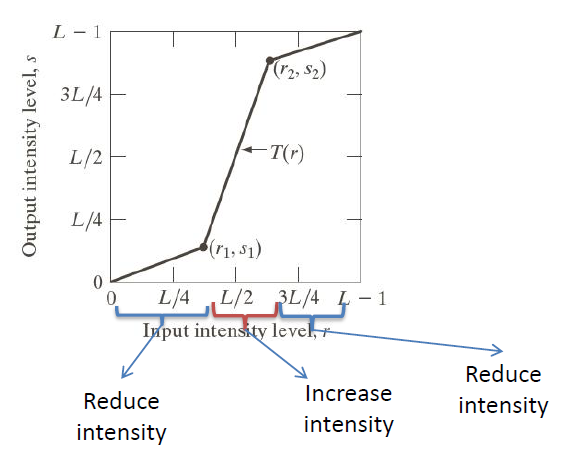 L − 1
(r₂, s₂)
3L/4
L/2
T(r)
L/4
(r₁, s₁)
0
0 L/4 L/2 3L/4 L − 1
Output intensity level, s
Input intensity level, r
Reduce
intensity
Increase
intensity
Reduce
intensity